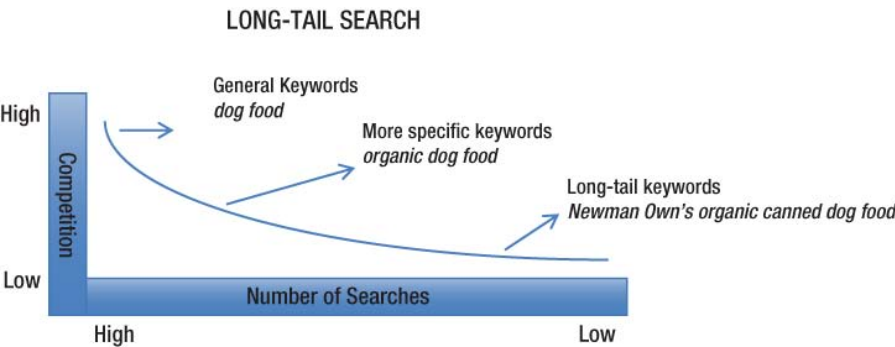 LONG-TAIL SEARCH
General Keywords
dog food
High
More specific keywords
organic dog food
Competition
Long-tail keywords
Newman Own's organic canned dog food
Low
Number of Searches
High
Low